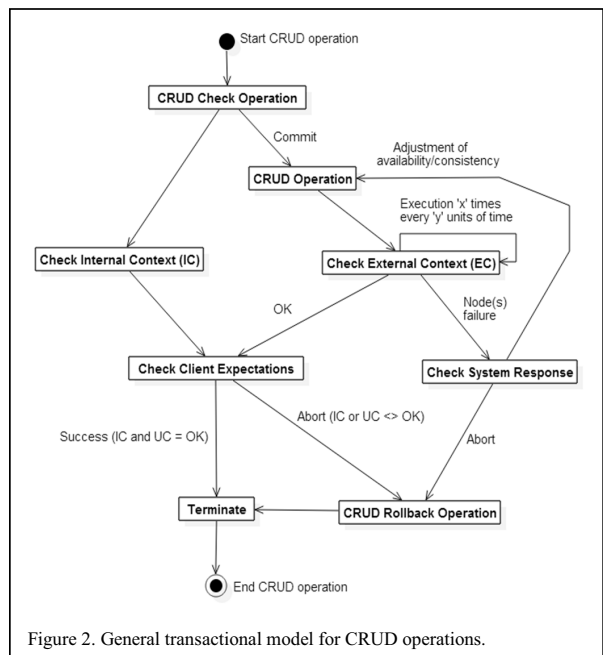 Start CRUD operation
CRUD Check Operation
Commit
Adjustment of
availability/consistency
CRUD Operation
Execution 'x' times
every 'y' units of time
Check Internal Context (IC)
Check External Context (EC)
OK
Node(s)
failure
Check Client Expectations
Check System Response
Abort (IC or UC <> OK)
Success (IC and UC = OK)
Abort
Terminate
CRUD Rollback Operation
End CRUD operation
Figure 2. General transactional model for CRUD operations.